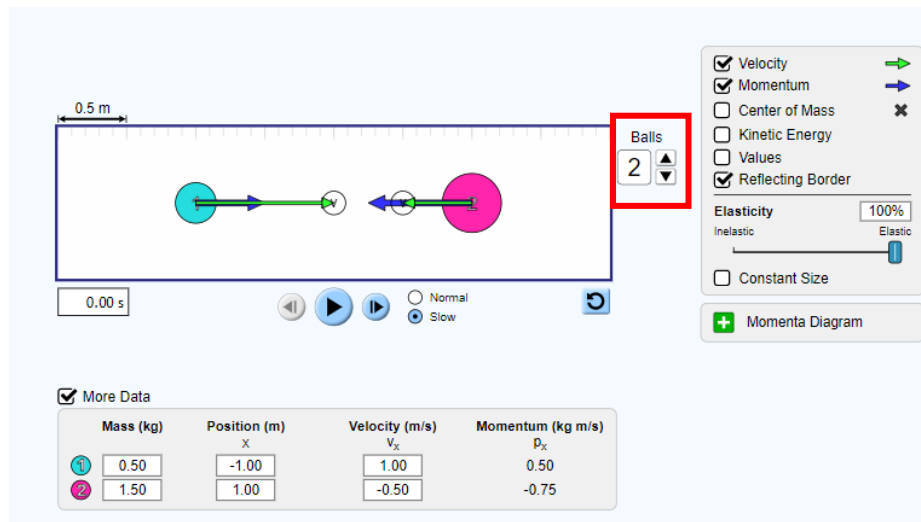 0.5 m
Balls
2
Velocity
Momentum
Center of Mass
Kinetic Energy
Values
Reflecting Border
Elasticity 100%
Inelastic Elastic
Constant Size
Momenta Diagram
1 v v 2
0.00 s
Normal
Slow
More Data
Mass (kg) Position (m) Velocity (m/s) Momentum (kg m/s)
x vₓ pₓ
1 0.50 -1.00 1.00 0.50
2 1.50 1.00 -0.50 -0.75